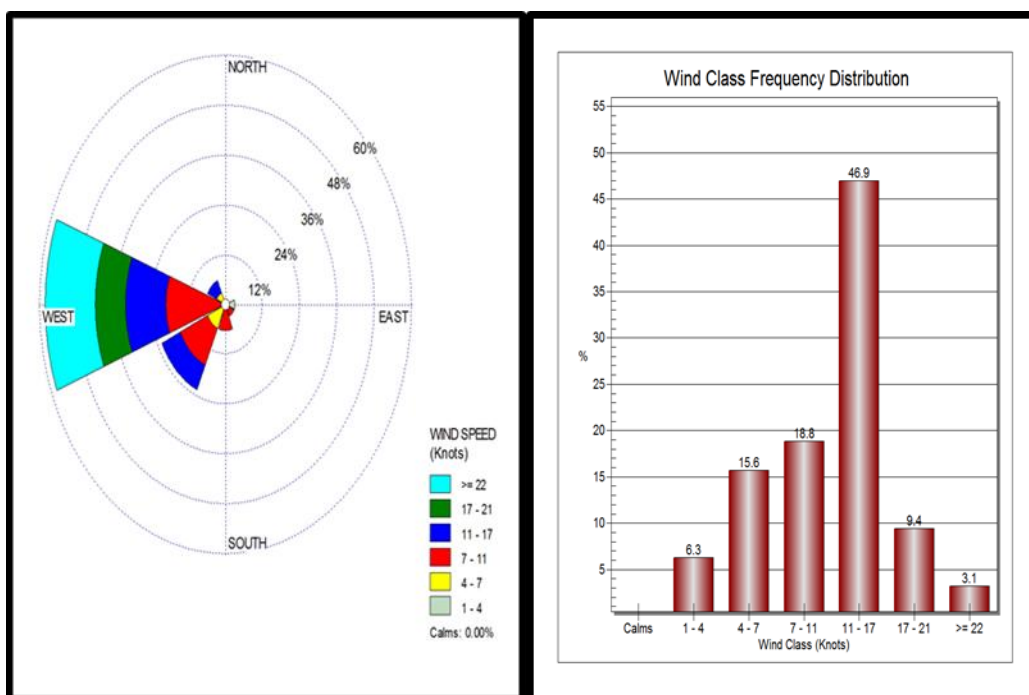 NORTH
60%
48%
36%
24%
12%
WEST
EAST
SOUTH
WIND SPEED
(Knots)
>= 22
17 - 21
11 - 17
7 - 11
4 - 7
1 - 4
Calms: 0.00%
Wind Class Frequency Distribution
55
50
45
40
35
30
25
20
15
10
5
%
46.9
18.8
15.6
9.4
6.3
3.1
Calms 1 - 4 4 - 7 7 - 11 11 - 17 17 - 21 >= 22
Wind Class (Knots)